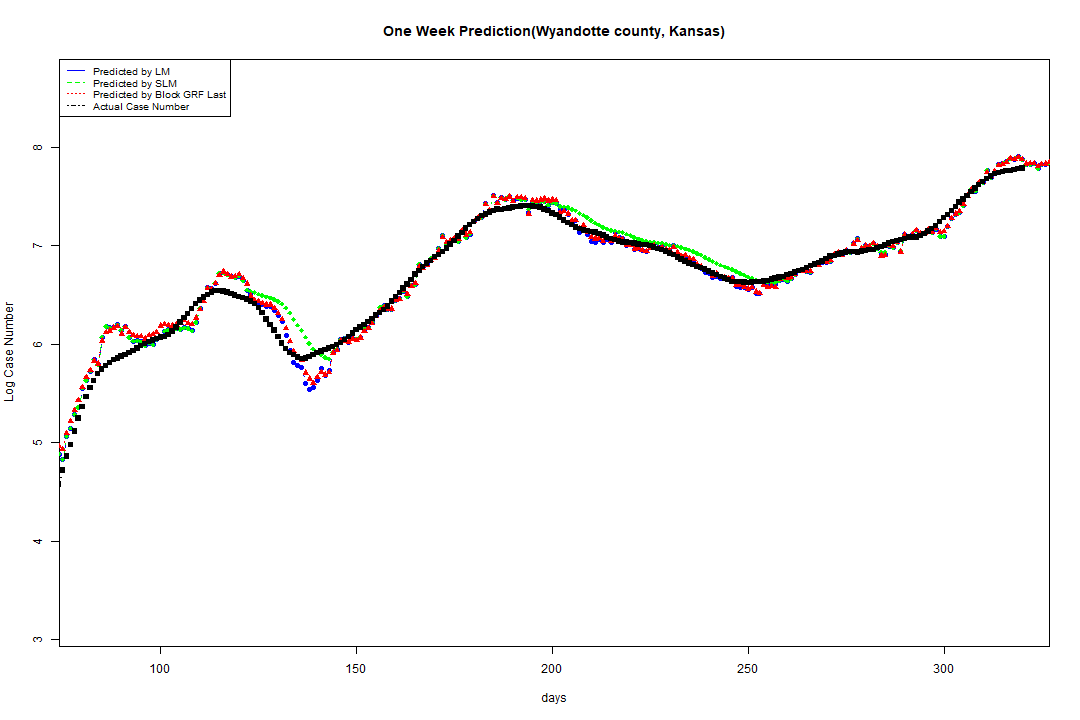 One Week Prediction(Wyandotte county, Kansas)
Predicted by LM
Predicted by SLM
Predicted by Block GRF Last
Actual Case Number
8
7
6
5
4
3
Log Case Number
100 150 200 250 300
days